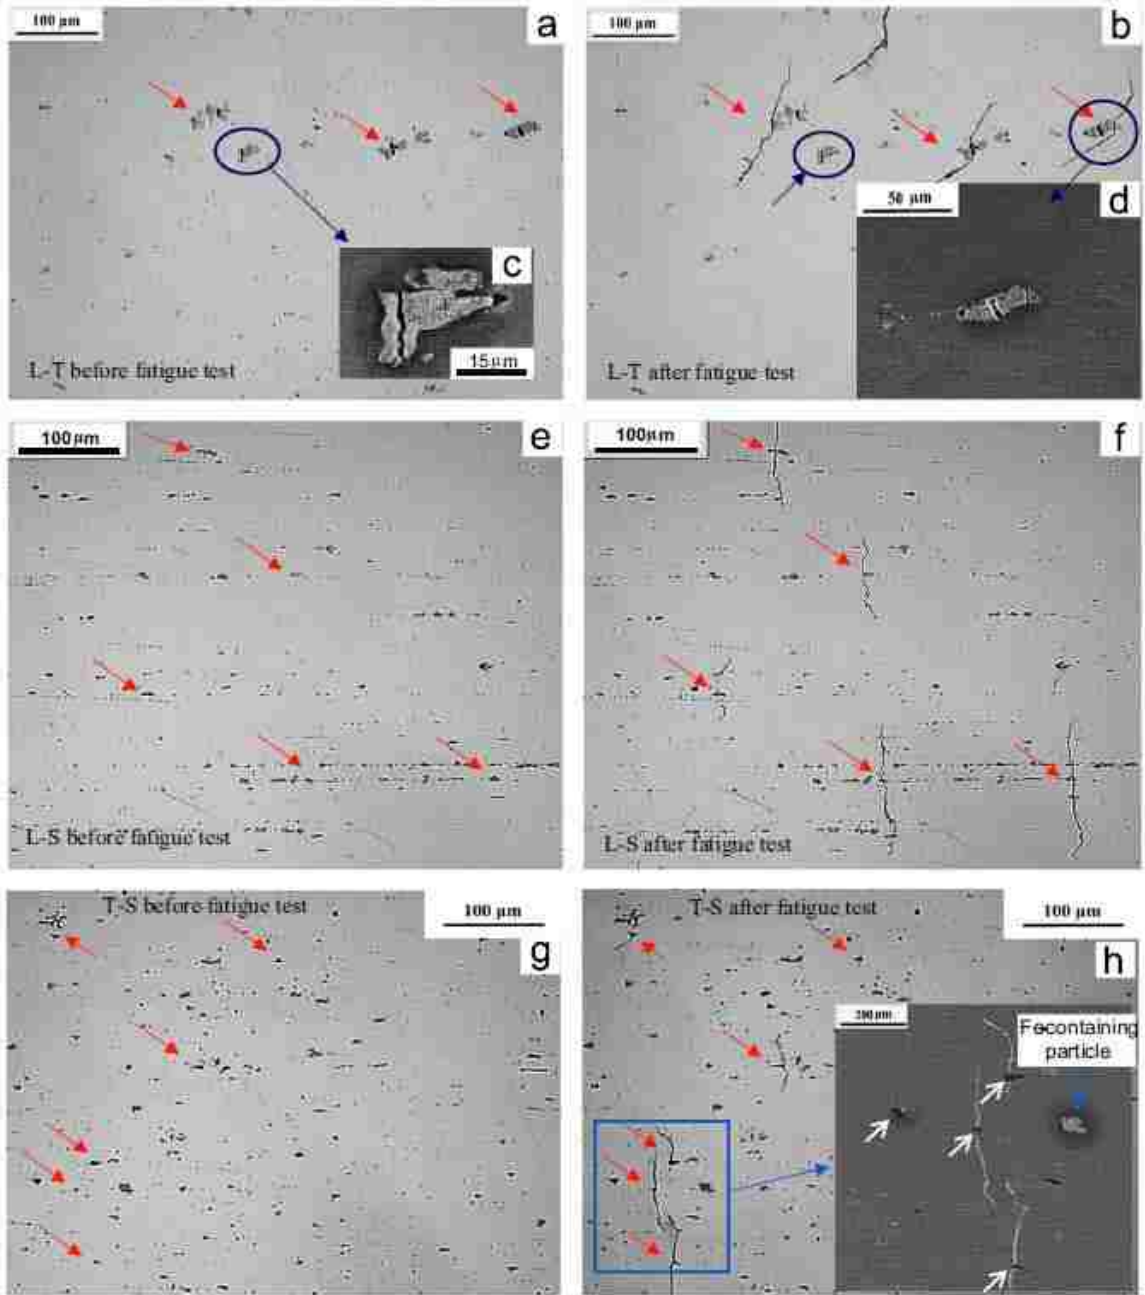 100 µm
a
c
15µm
L-T before fatigue test
100 µm
b
50 µm
d
L-T after fatigue test
100µm
e
L-S before fatigue test
100µm
f
L-S after fatigue test
T-S before fatigue test
100 µm
g
T-S after fatigue test
100 µm
h
Fe containing
particle